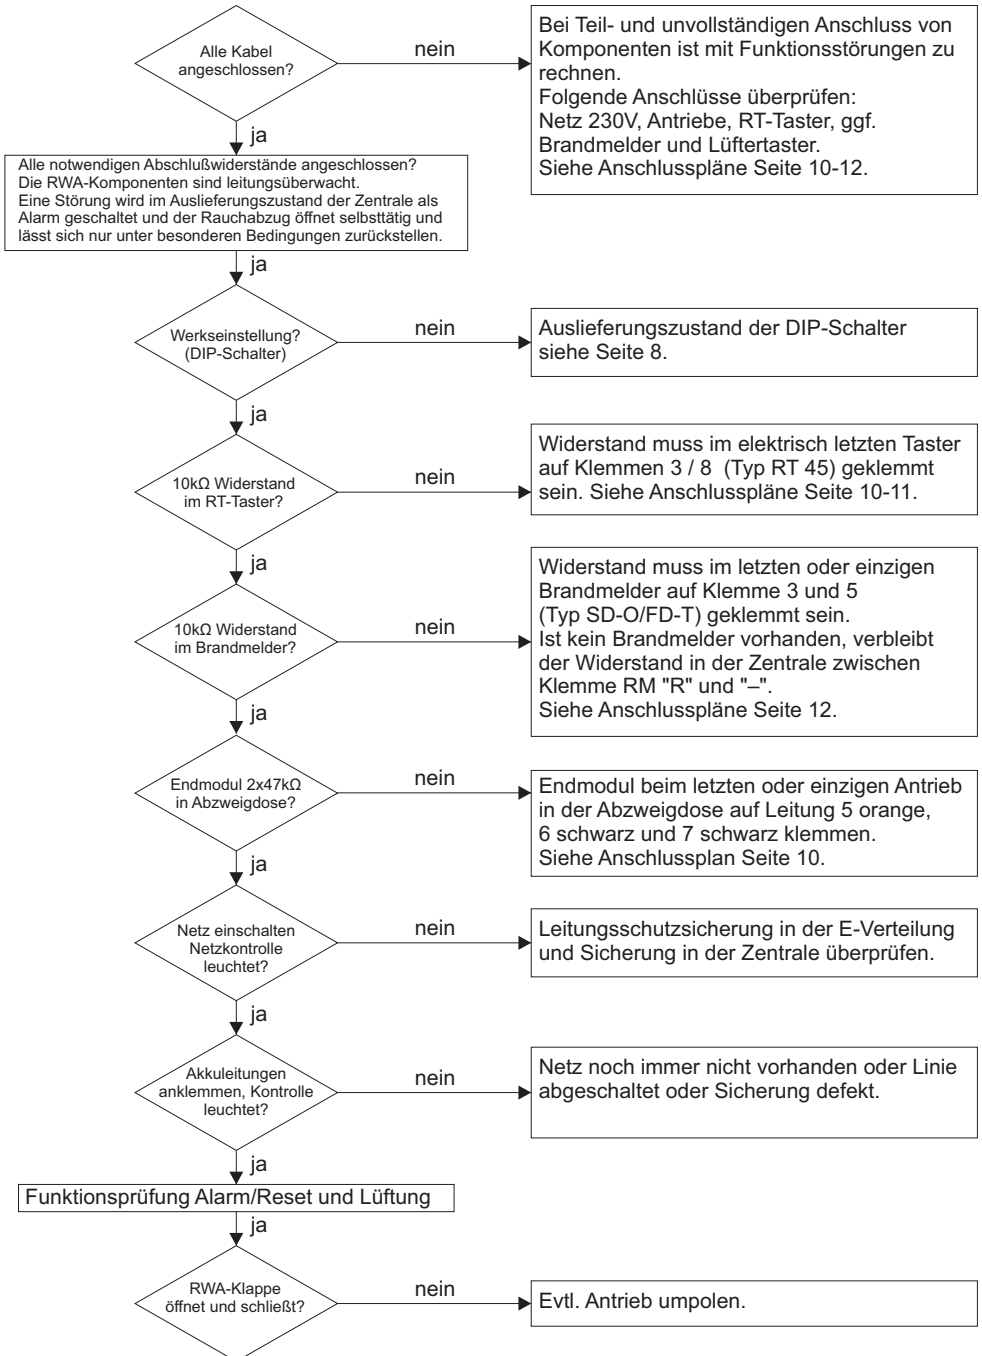 Alle Kabel
angeschlossen?
nein
Bei Teil- und unvollständigen Anschluss von
Komponenten ist mit Funktionsstörungen zu
rechnen.
Folgende Anschlüsse überprüfen:
Netz 230V, Antriebe, RT-Taster, ggf.
Brandmelder und Lüftertaster.
Siehe Anschlusspläne Seite 10-12.
ja
Alle notwendigen Abschlußwiderstände angeschlossen?
Die RWA-Komponenten sind leitungsüberwacht.
Eine Störung wird im Auslieferungszustand der Zentrale als
Alarm geschaltet und der Rauchabzug öffnet selbsttätig und
lässt sich nur unter besonderen Bedingungen zurückstellen.
ja
Werkseinstellung?
(DIP-Schalter)
nein
Auslieferungszustand der DIP-Schalter
siehe Seite 8.
ja
10kΩ Widerstand
im RT-Taster?
nein
Widerstand muss im elektrisch letzten Taster
auf Klemmen 3 / 8 (Typ RT 45) geklemmt
sein. Siehe Anschlusspläne Seite 10-11.
ja
10kΩ Widerstand
im Brandmelder?
nein
Widerstand muss im letzten oder einzigen
Brandmelder auf Klemme 3 und 5
(Typ SD-O/FD-T) geklemmt sein.
Ist kein Brandmelder vorhanden, verbleibt
der Widerstand in der Zentrale zwischen
Klemme RM "R" und "–".
Siehe Anschlusspläne Seite 12.
ja
Endmodul 2x47kΩ
in Abzweigdose?
nein
Endmodul beim letzten oder einzigen Antrieb
in der Abzweigdose auf Leitung 5 orange,
6 schwarz und 7 schwarz klemmen.
Siehe Anschlussplan Seite 10.
ja
Netz einschalten
Netzkontrolle
leuchtet?
nein
Leitungsschutzsicherung in der E-Verteilung
und Sicherung in der Zentrale überprüfen.
ja
Akkuleitungen
anklemmen, Kontrolle
leuchtet?
nein
Netz noch immer nicht vorhanden oder Linie
abgeschaltet oder Sicherung defekt.
ja
Funktionsprüfung Alarm/Reset und Lüftung
ja
RWA-Klappe
öffnet und schließt?
nein
Evtl. Antrieb umpolen.